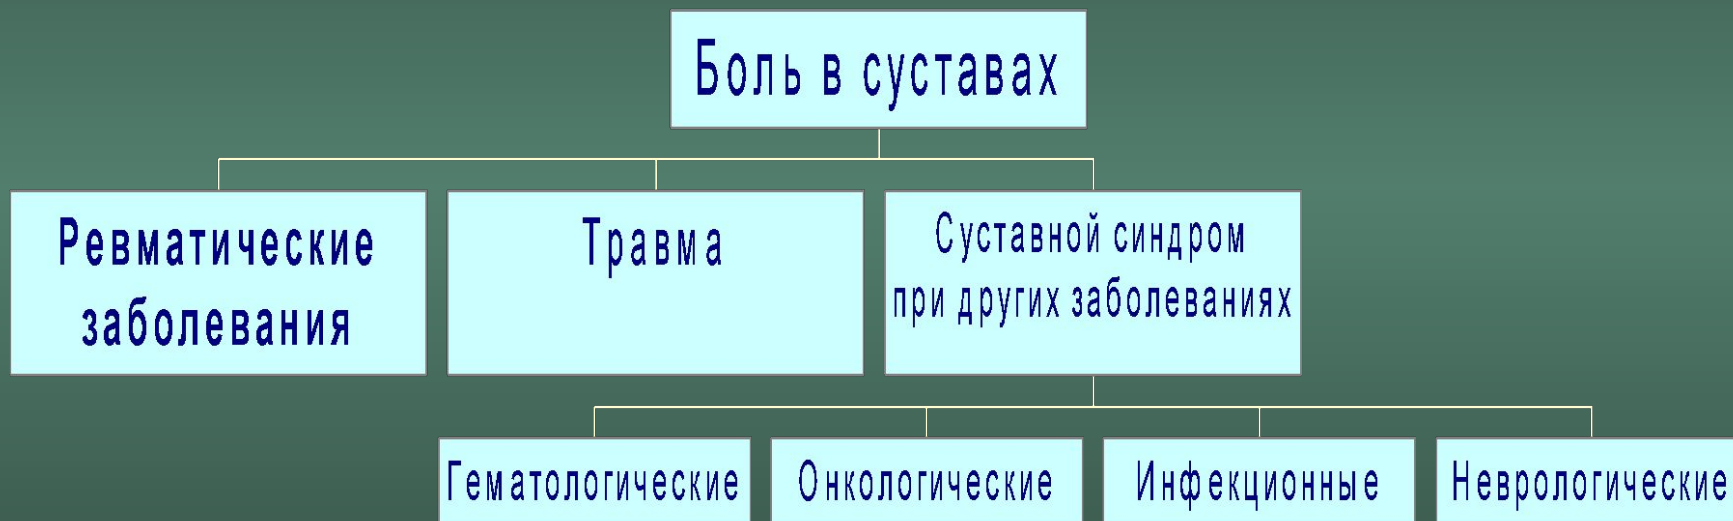 Боль в суставах
Ревматические
заболевания
Травма
Суставной синдром
при других заболеваниях
Гематологические
Онкологические
Инфекционные
Неврологические